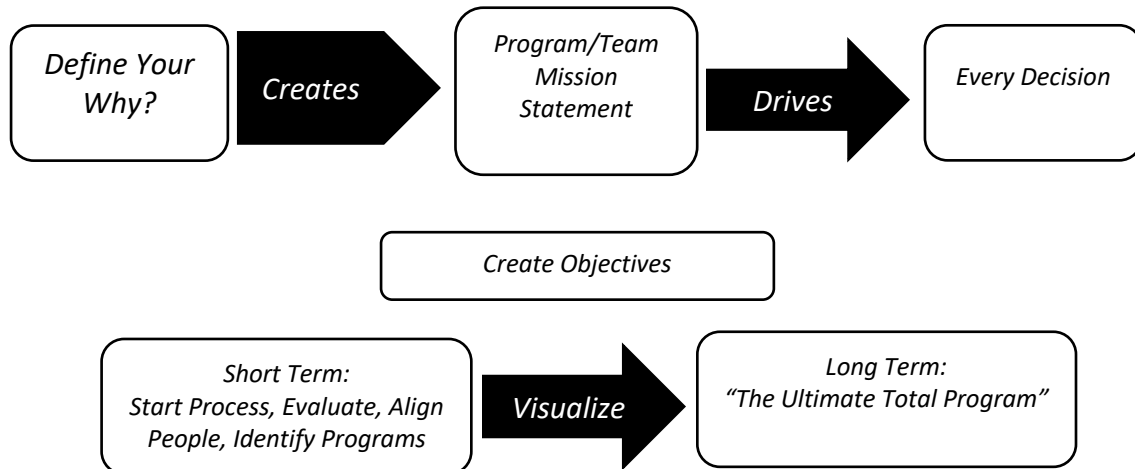 Define Your
Why?
Creates
Program/Team
Mission
Statement
Drives
Every Decision
Create Objectives
Short Term:
Start Process, Evaluate, Align
People, Identify Programs
Visualize
Long Term:
“The Ultimate Total Program”